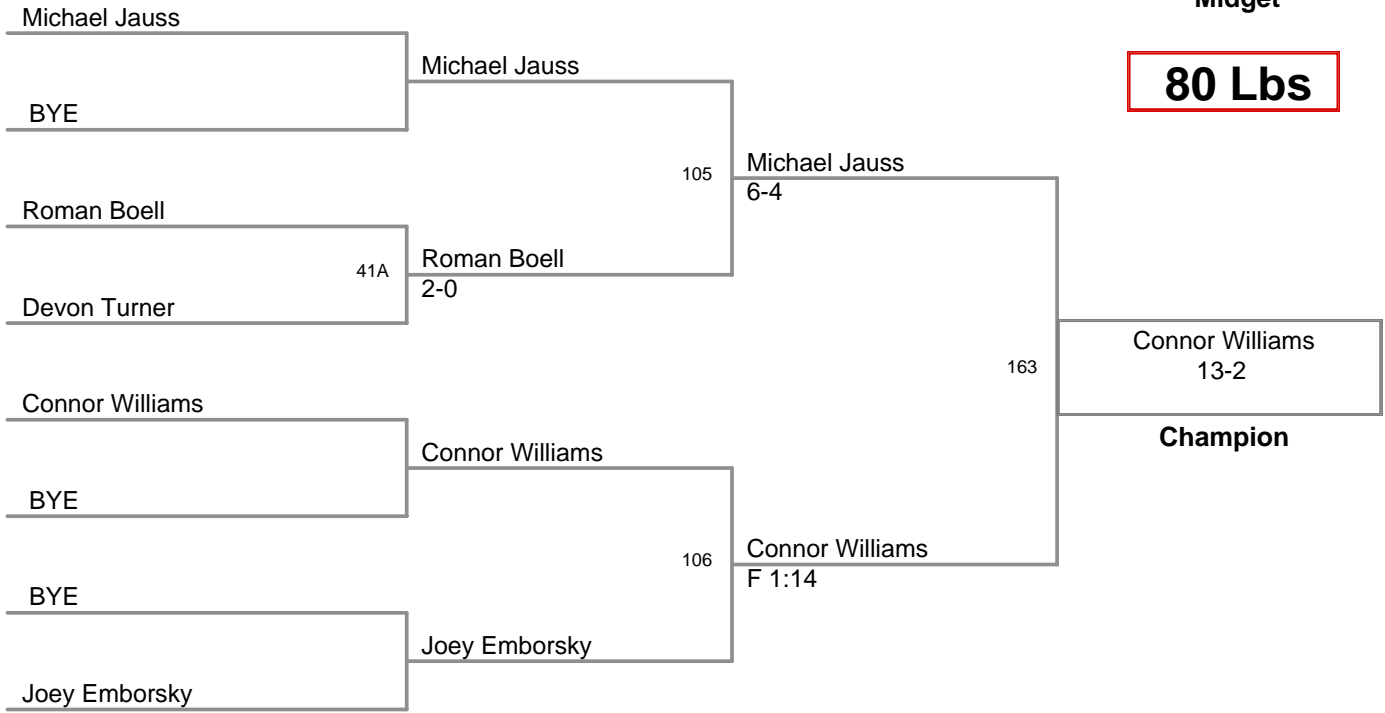 Midget
80 Lbs
Michael Jauss
BYE
Roman Boell
Devon Turner
Connor Williams
BYE
BYE
Joey Emborsky
41A
Michael Jauss
Roman Boell
2-0
Connor Williams
Joey Emborsky
105
106
Michael Jauss
6-4
Connor Williams
F 1:14
163
Connor Williams
13-2
Champion